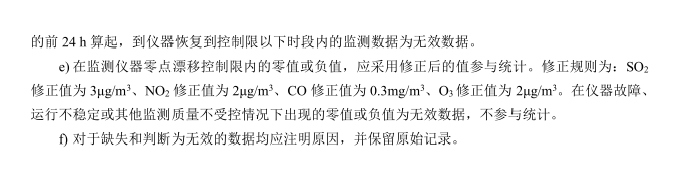 的前 24 h 算起，到仪器恢复到控制限以下时段内的监测数据为无效数据。
e) 在监测仪器零点漂移控制限内的零值或负值，应采用修正后的值参与统计。修正规则为：SO₂
修正值为 3μg/m³、NO₂ 修正值为 2μg/m³、CO 修正值为 0.3mg/m³、O₃ 修正值为 2μg/m³。在仪器故障、
运行不稳定或其他监测质量不受控情况下出现的零值或负值为无效数据，不参与统计。
f) 对于缺失和判断为无效的数据均应注明原因，并保留原始记录。